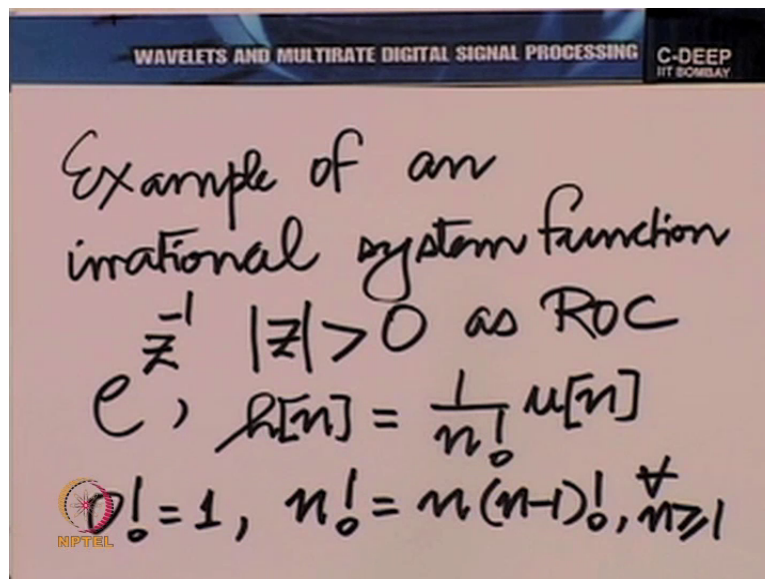 WAVELETS AND MULTIRATE DIGITAL SIGNAL PROCESSING
C-DEEP
IIT BOMBAY
Example of an
irrational system function
e^{z^{-1}}, |z| > 0 as ROC
h[n] = \frac{1}{n!} u[n]
0! = 1, n! = n(n-1)!, ∀ n ≥ 1
NPTEL